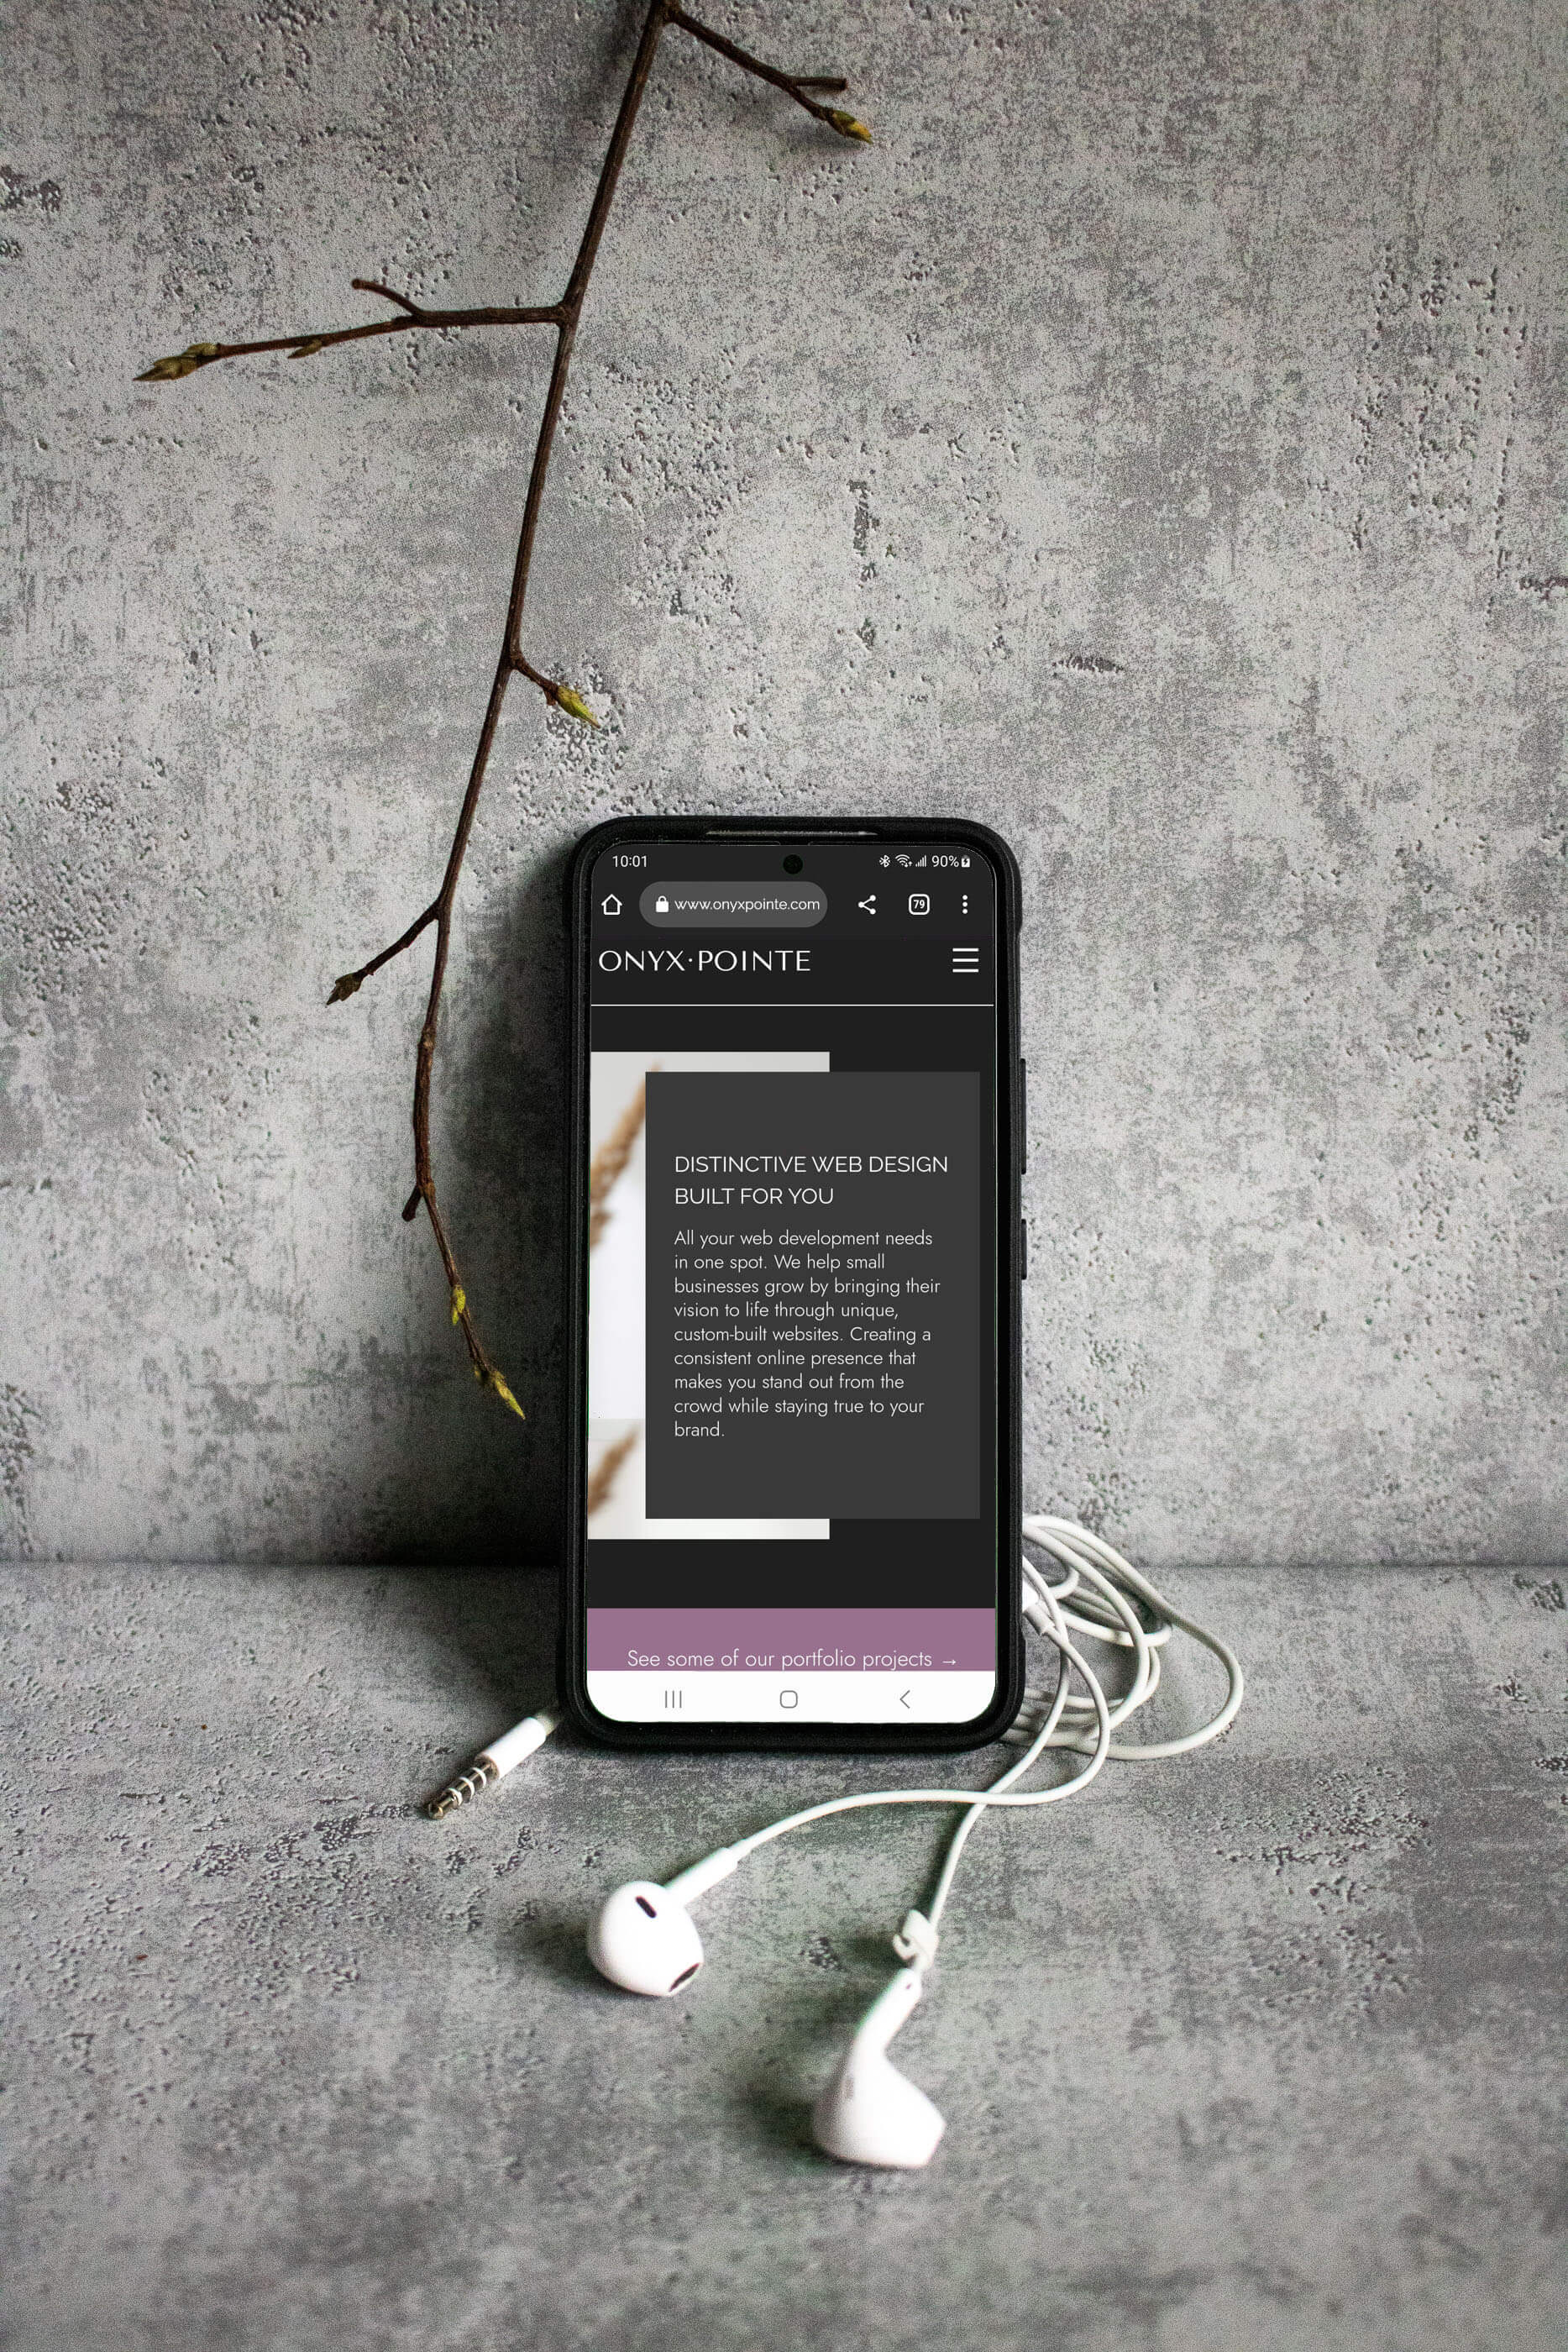 10:01 90%
www.onyxpointe.com 79
ONYX·POINTE
DISTINCTIVE WEB DESIGN
BUILT FOR YOU
All your web development needs
in one spot. We help small
businesses grow by bringing their
vision to life through unique,
custom-built websites. Creating a
consistent online presence that
makes you stand out from the
crowd while staying true to your
brand.
See some of our portfolio projects →